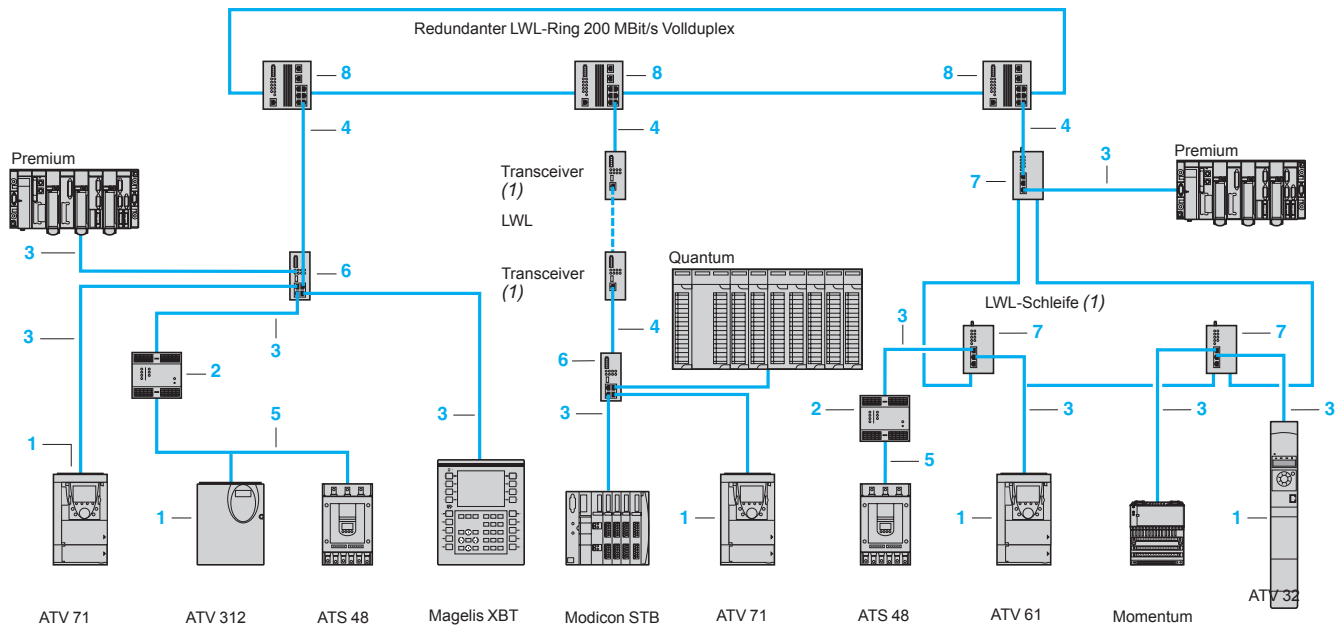 Redundanter LWL-Ring 200 MBit/s Vollduplex
8
8
8
4
4
4
Premium
Transceiver
(1)
7
3
Premium
LWL
3
6
Transceiver
(1)
Quantum
LWL-Schleife (1)
3
3
4
3
7
7
2
6
3
5
3
3
2
3
3
3
1
5
1
1
1
1
ATV 71
ATV 312
ATS 48
Magelis XBT
Modicon STB
ATV 71
ATS 48
ATV 61
Momentum
ATV 32